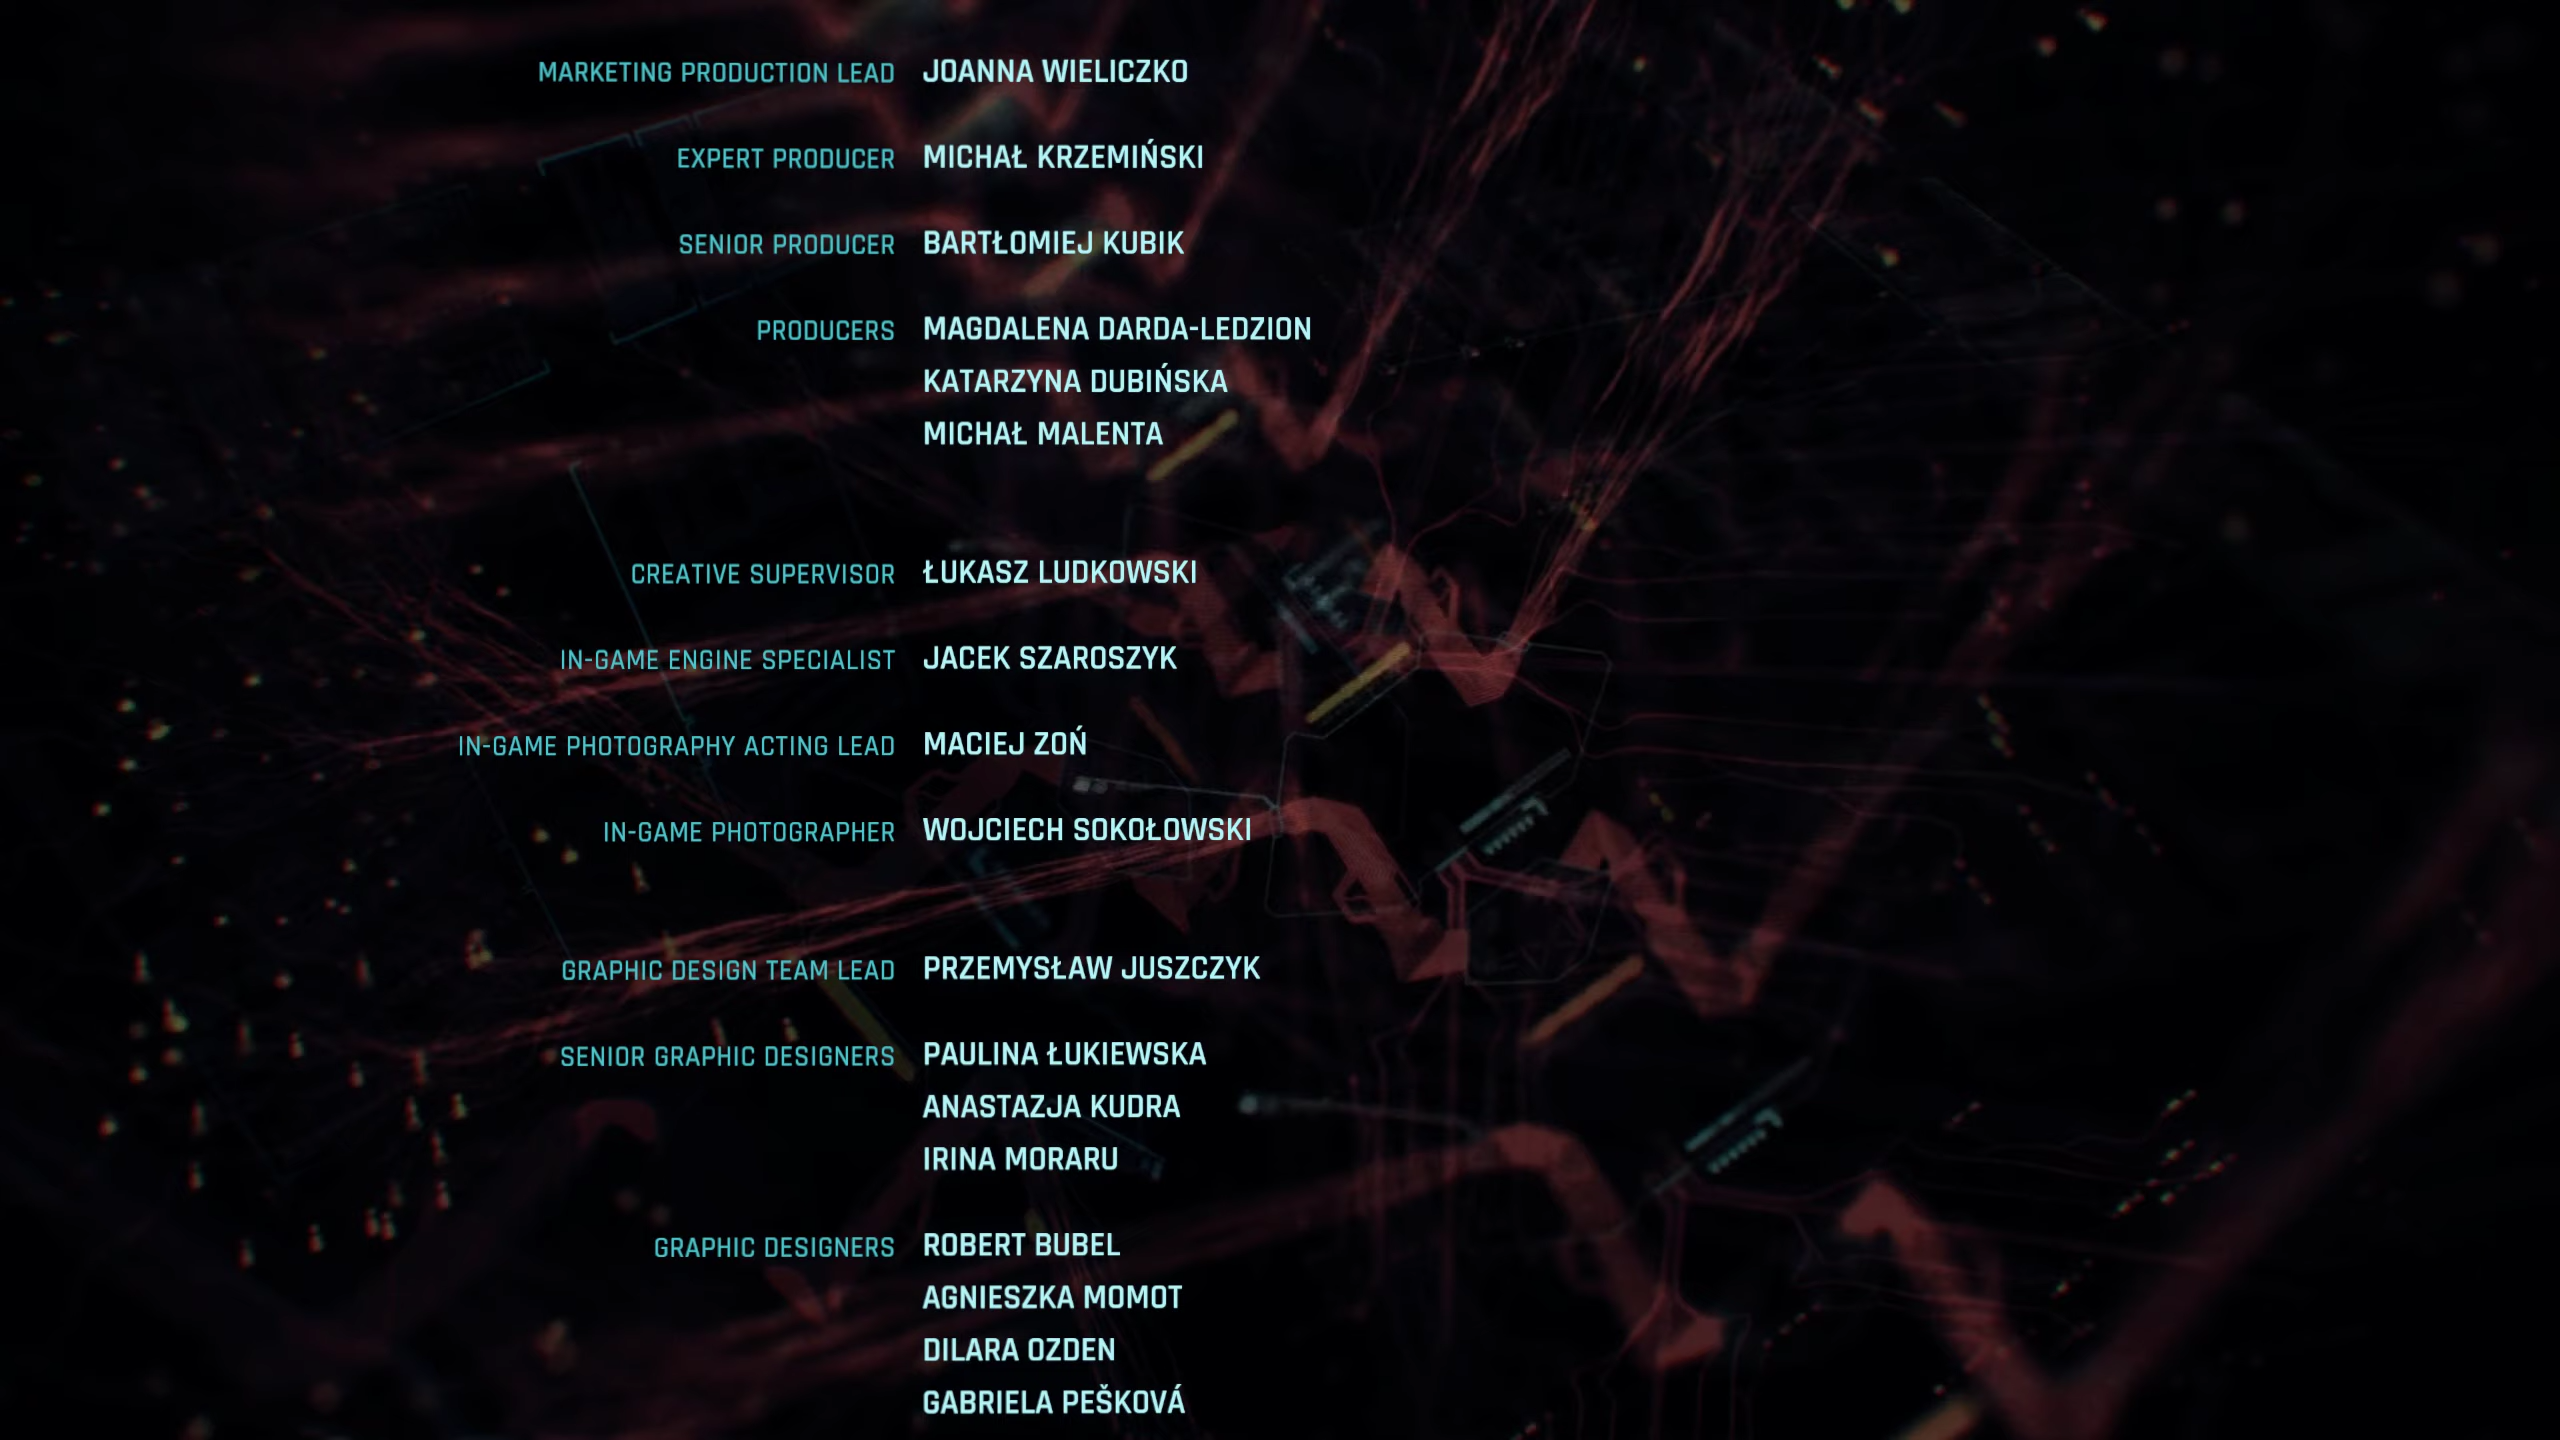 MARKETING PRODUCTION LEAD JOANNA WIELICZKO
EXPERT PRODUCER MICHAŁ KRZEMIŃSKI
SENIOR PRODUCER BARTŁOMIEJ KUBIK
PRODUCERS MAGDALENA DARDA-LEDZION
KATARZYNA DUBIŃSKA
MICHAŁ MALENTA
CREATIVE SUPERVISOR ŁUKASZ LUDKOWSKI
IN-GAME ENGINE SPECIALIST JACEK SZAROSZYK
IN-GAME PHOTOGRAPHY ACTING LEAD MACIEJ ZOŃ
IN-GAME PHOTOGRAPHER WOJCIECH SOKOŁOWSKI
GRAPHIC DESIGN TEAM LEAD PRZEMYSŁAW JUSZCZYK
SENIOR GRAPHIC DESIGNERS PAULINA ŁUKIEWSKA
ANASTAZJA KUDRA
IRINA MORARU
GRAPHIC DESIGNERS ROBERT BUBEL
AGNIESZKA MOMOT
DILARA OZDEN
GABRIELA PEŠKOVÁ